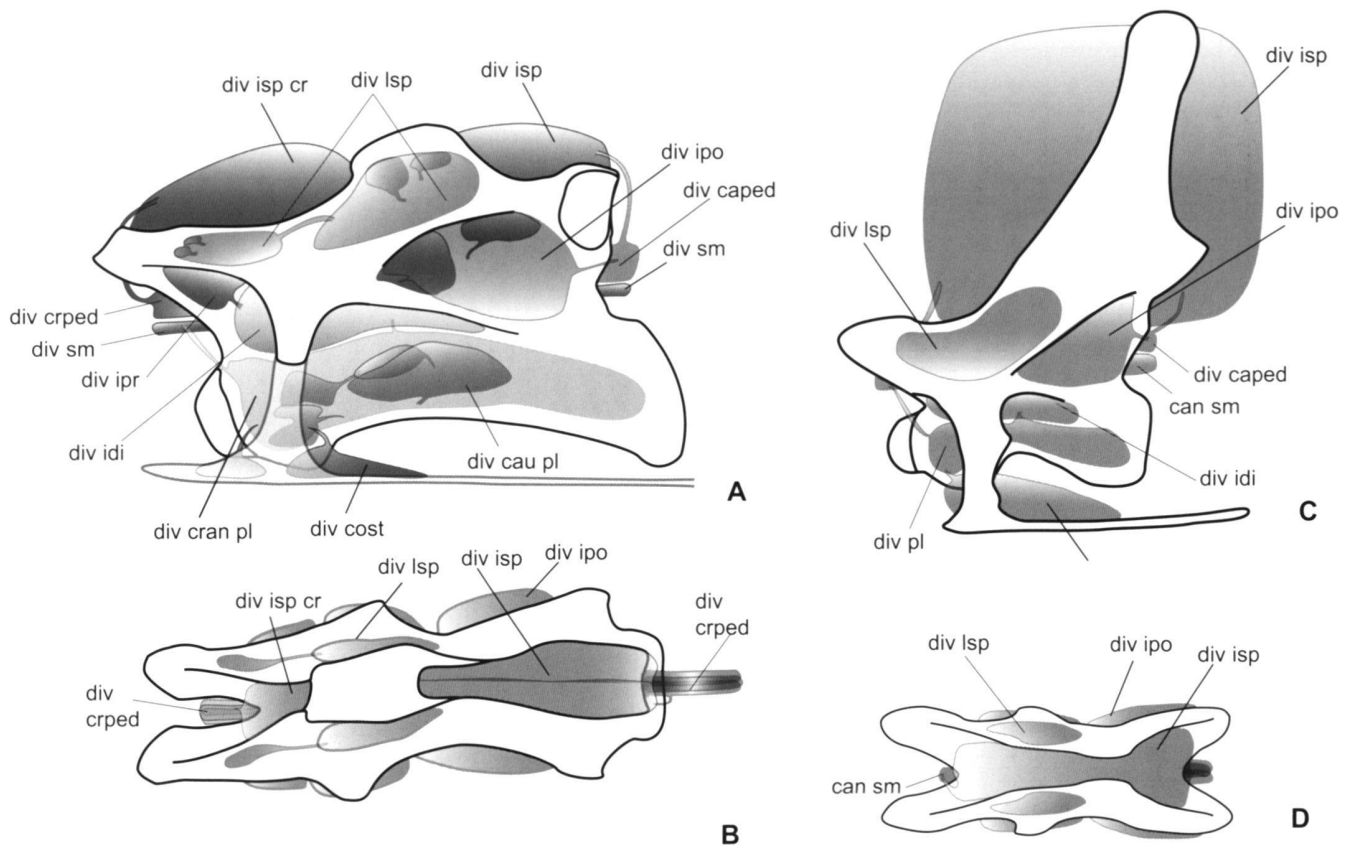 div isp cr
div lsp
div isp
div ipo
div caped
div sm
div crped
div sm
div ipr
div idi
div cran pl
div cost
div cau pl
A
div isp cr
div lsp
div isp
div ipo
div
crped
div
crped
B
div isp
div lsp
div ipo
div caped
can sm
div idi
div pl
C
div lsp
div ipo
div isp
can sm
D